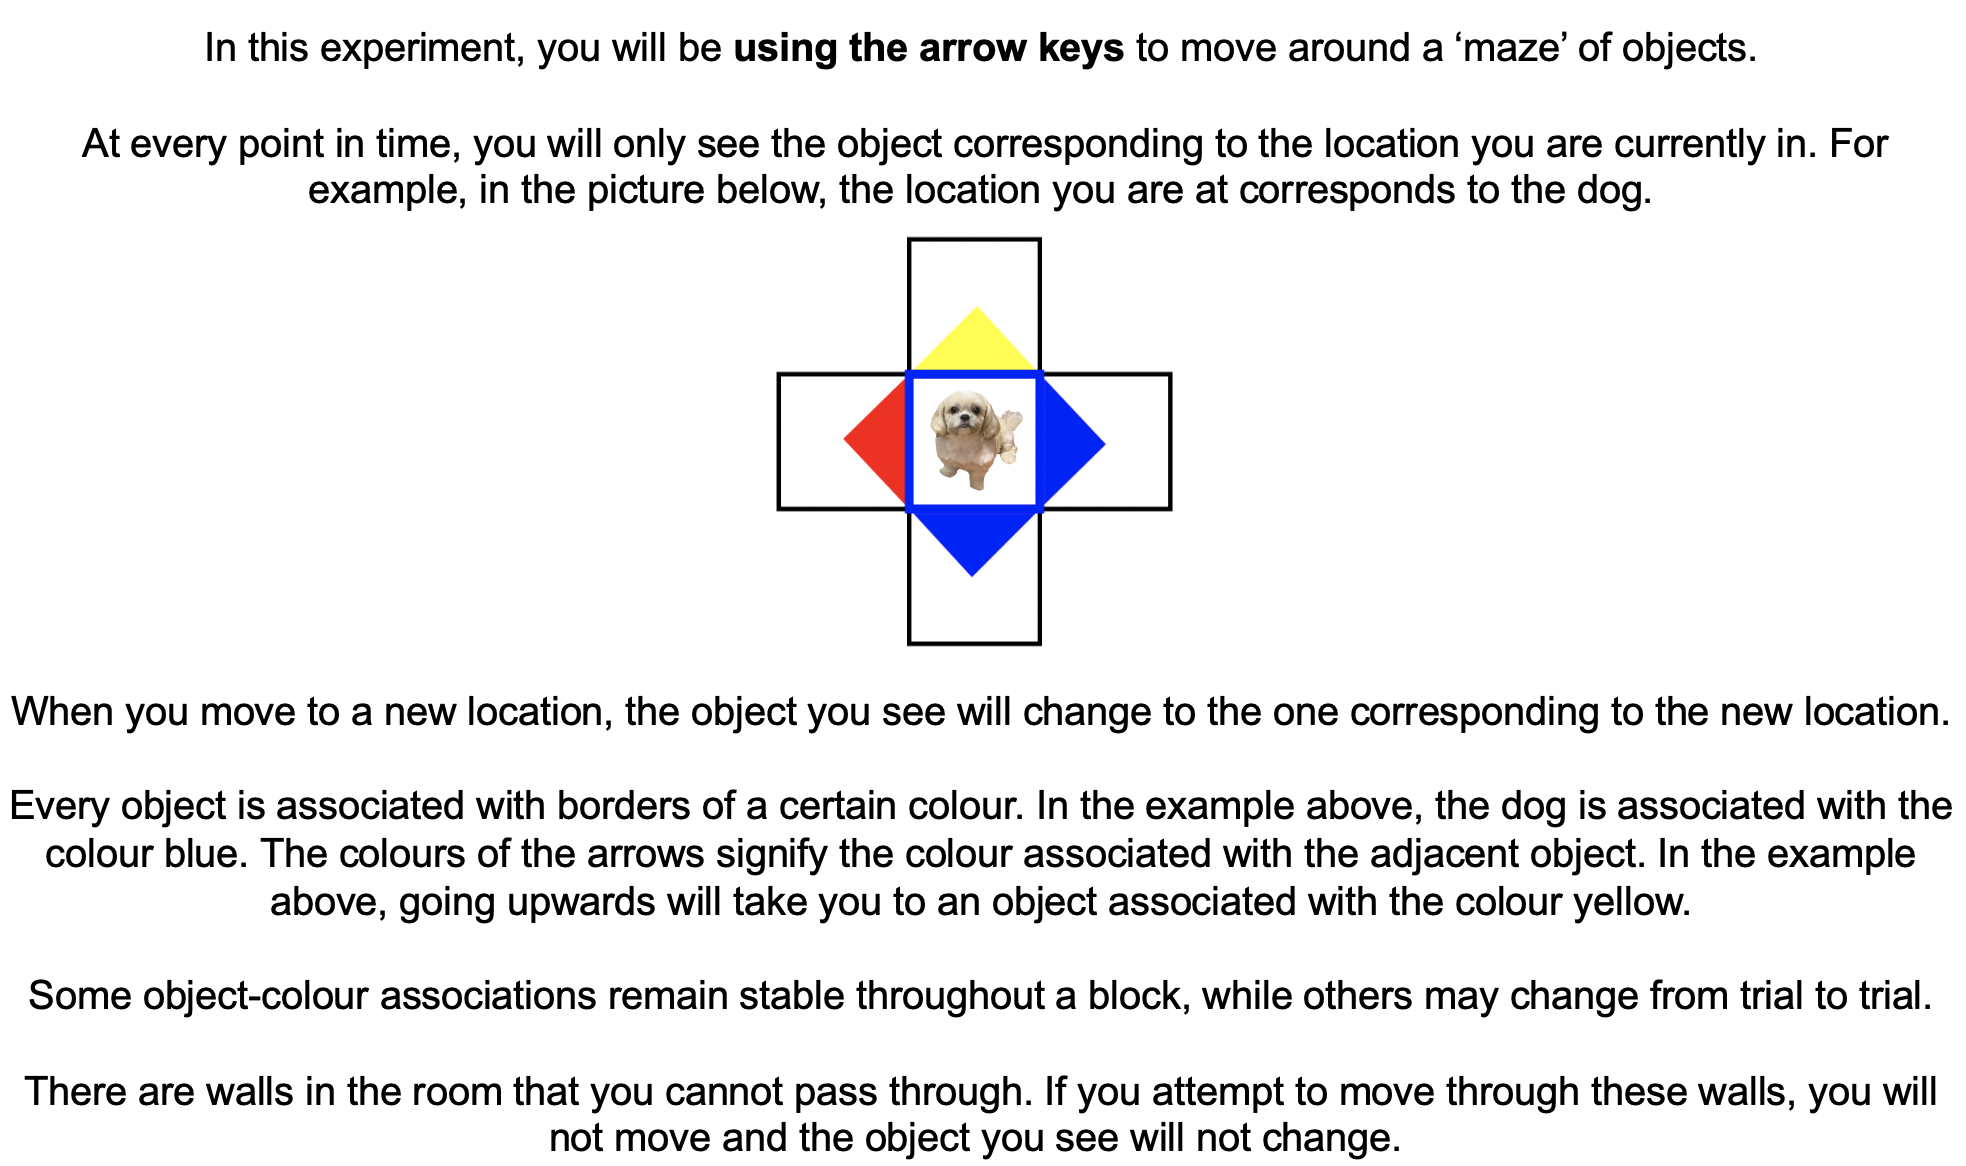 In this experiment, you will be using the arrow keys to move around a ‘maze’ of objects.
At every point in time, you will only see the object corresponding to the location you are currently in. For
example, in the picture below, the location you are at corresponds to the dog.
When you move to a new location, the object you see will change to the one corresponding to the new location.
Every object is associated with borders of a certain colour. In the example above, the dog is associated with the
colour blue. The colours of the arrows signify the colour associated with the adjacent object. In the example
above, going upwards will take you to an object associated with the colour yellow.
Some object-colour associations remain stable throughout a block, while others may change from trial to trial.
There are walls in the room that you cannot pass through. If you attempt to move through these walls, you will
not move and the object you see will not change.